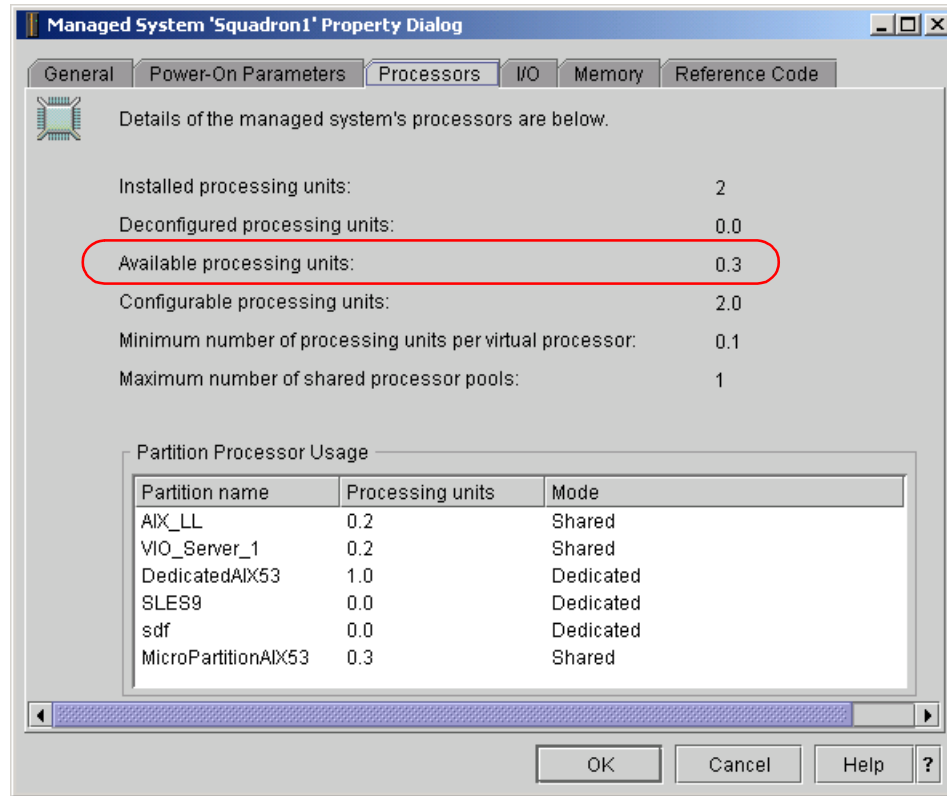 Managed System 'Squadron1' Property Dialog
General Power-On Parameters Processors I/O Memory Reference Code
Details of the managed system's processors are below.
Installed processing units: 2
Deconfigured processing units: 0.0
Available processing units: 0.3
Configurable processing units: 2.0
Minimum number of processing units per virtual processor: 0.1
Maximum number of shared processor pools: 1
Partition Processor Usage
Partition name Processing units Mode
AIX_LL 0.2 Shared
VIO_Server_1 0.2 Shared
DedicatedAIX53 1.0 Dedicated
SLES9 0.0 Dedicated
sdf 0.0 Dedicated
MicroPartitionAIX53 0.3 Shared
OK Cancel Help ?